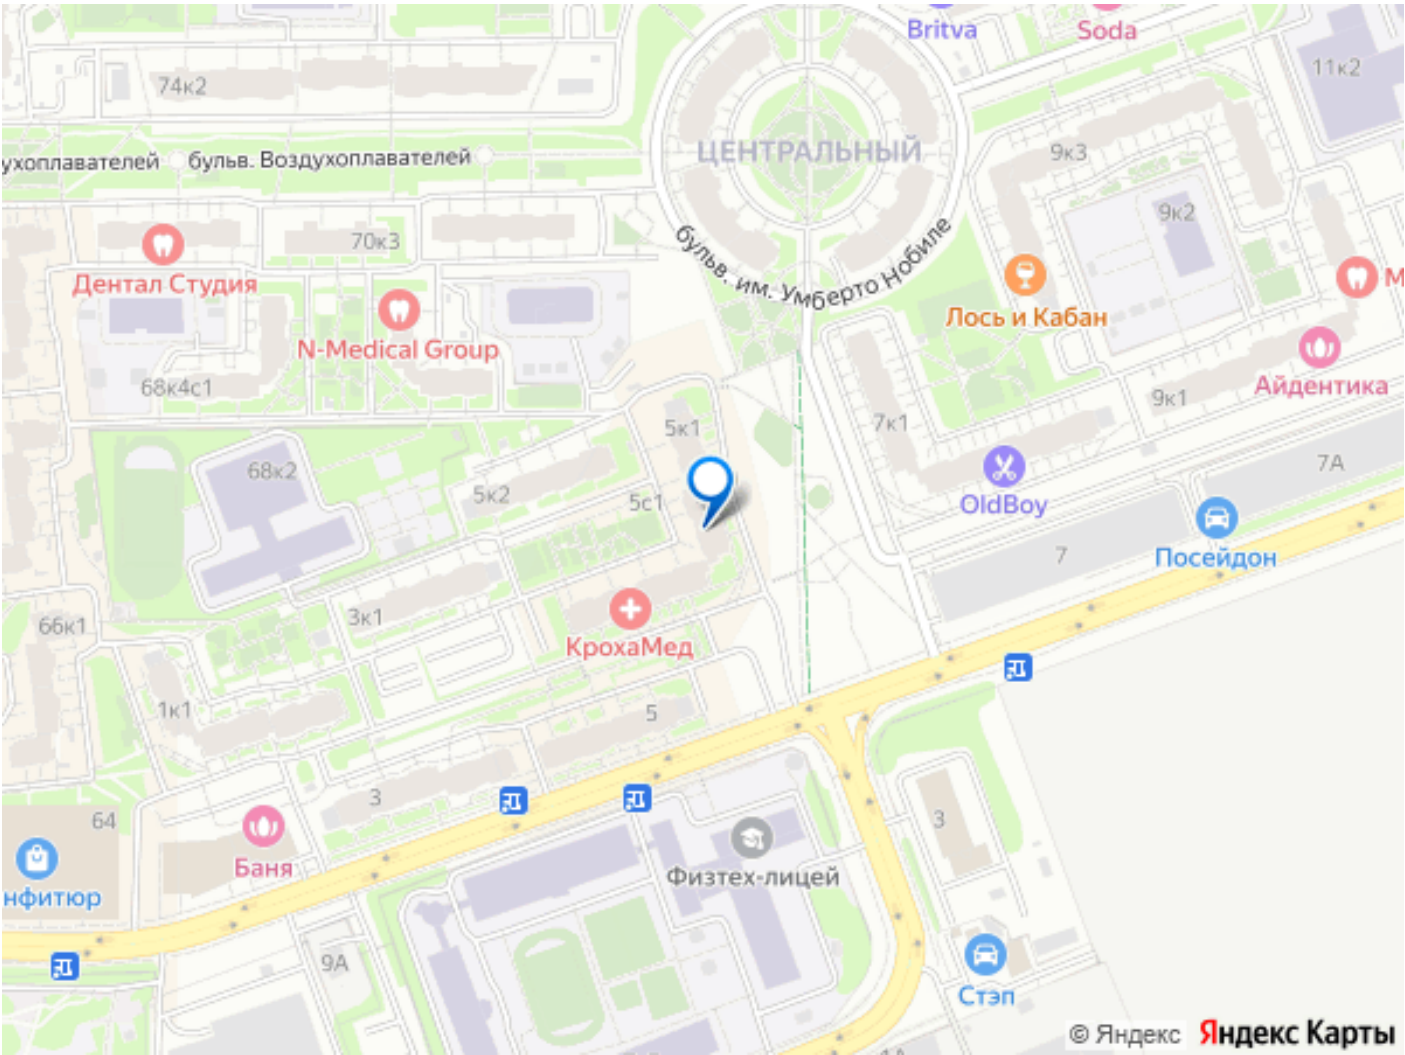 Britva
Soda
11к2
74к2
ЦЕНТРАЛЬНЫЙ
9к3
ухоплавателей
бульв. Воздухоплавателей
9к2
70к3
бульв. им. Умберто Нобиле
Дентал Студия
М
Лось и Кабан
N-Medical Group
68к4с1
Айдентика
9к1
5к1
7к1
68к2
7А
5к2
5с1
OldBoy
7
Посейдон
3к1
66к1
КрохаМед
1к1
5
3
64
3
Баня
Физтех-лицей
нфитюр
9А
Стэп
© Яндекс Яндекс Карты